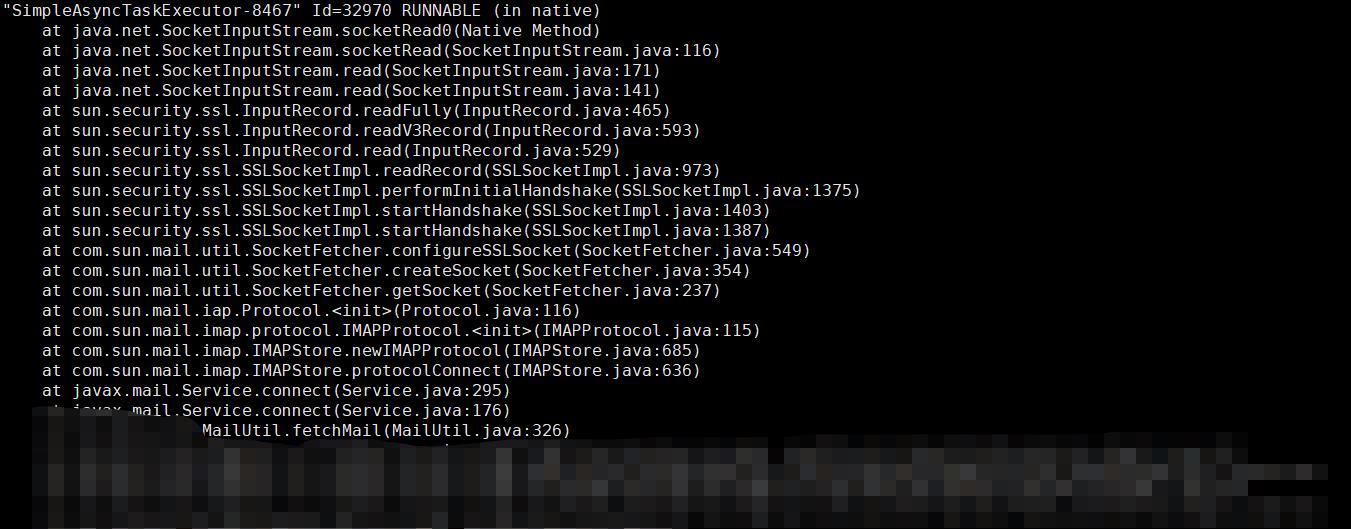 "SimpleAsyncTaskExecutor-8467" Id=32970 RUNNABLE (in native)
at java.net.SocketInputStream.socketRead0(Native Method)
at java.net.SocketInputStream.socketRead(SocketInputStream.java:116)
at java.net.SocketInputStream.read(SocketInputStream.java:171)
at java.net.SocketInputStream.read(SocketInputStream.java:141)
at sun.security.ssl.InputRecord.readFully(InputRecord.java:465)
at sun.security.ssl.InputRecord.readV3Record(InputRecord.java:593)
at sun.security.ssl.InputRecord.read(InputRecord.java:529)
at sun.security.ssl.SSLSocketImpl.readRecord(SSLSocketImpl.java:973)
at sun.security.ssl.SSLSocketImpl.performInitialHandshake(SSLSocketImpl.java:1375)
at sun.security.ssl.SSLSocketImpl.startHandshake(SSLSocketImpl.java:1403)
at sun.security.ssl.SSLSocketImpl.startHandshake(SSLSocketImpl.java:1387)
at com.sun.mail.util.SocketFetcher.configureSSLSocket(SocketFetcher.java:549)
at com.sun.mail.util.SocketFetcher.createSocket(SocketFetcher.java:354)
at com.sun.mail.util.SocketFetcher.getSocket(SocketFetcher.java:237)
at com.sun.mail.iap.Protocol.<init>(Protocol.java:116)
at com.sun.mail.imap.protocol.IMAPProtocol.<init>(IMAPProtocol.java:115)
at com.sun.mail.imap.IMAPStore.newIMAPProtocol(IMAPStore.java:685)
at com.sun.mail.imap.IMAPStore.protocolConnect(IMAPStore.java:636)
at javax.mail.Service.connect(Service.java:295)
at javax.mail.Service.connect(Service.java:176)
MailUtil.fetchMail(MailUtil.java:326)